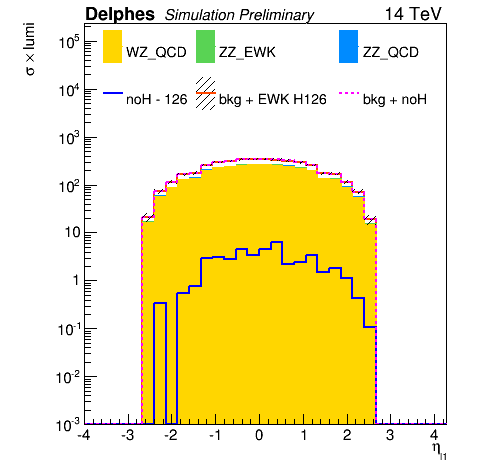 Delphes Simulation Preliminary 14 TeV
σ × lumi
WZ_QCD ZZ_EWK ZZ_QCD
noH - 126 bkg + EWK H126 bkg + noH
10^5
10^4
10^3
10^2
10
1
10^-1
10^-2
10^-3
-4 -3 -2 -1 0 1 2 3 4
η